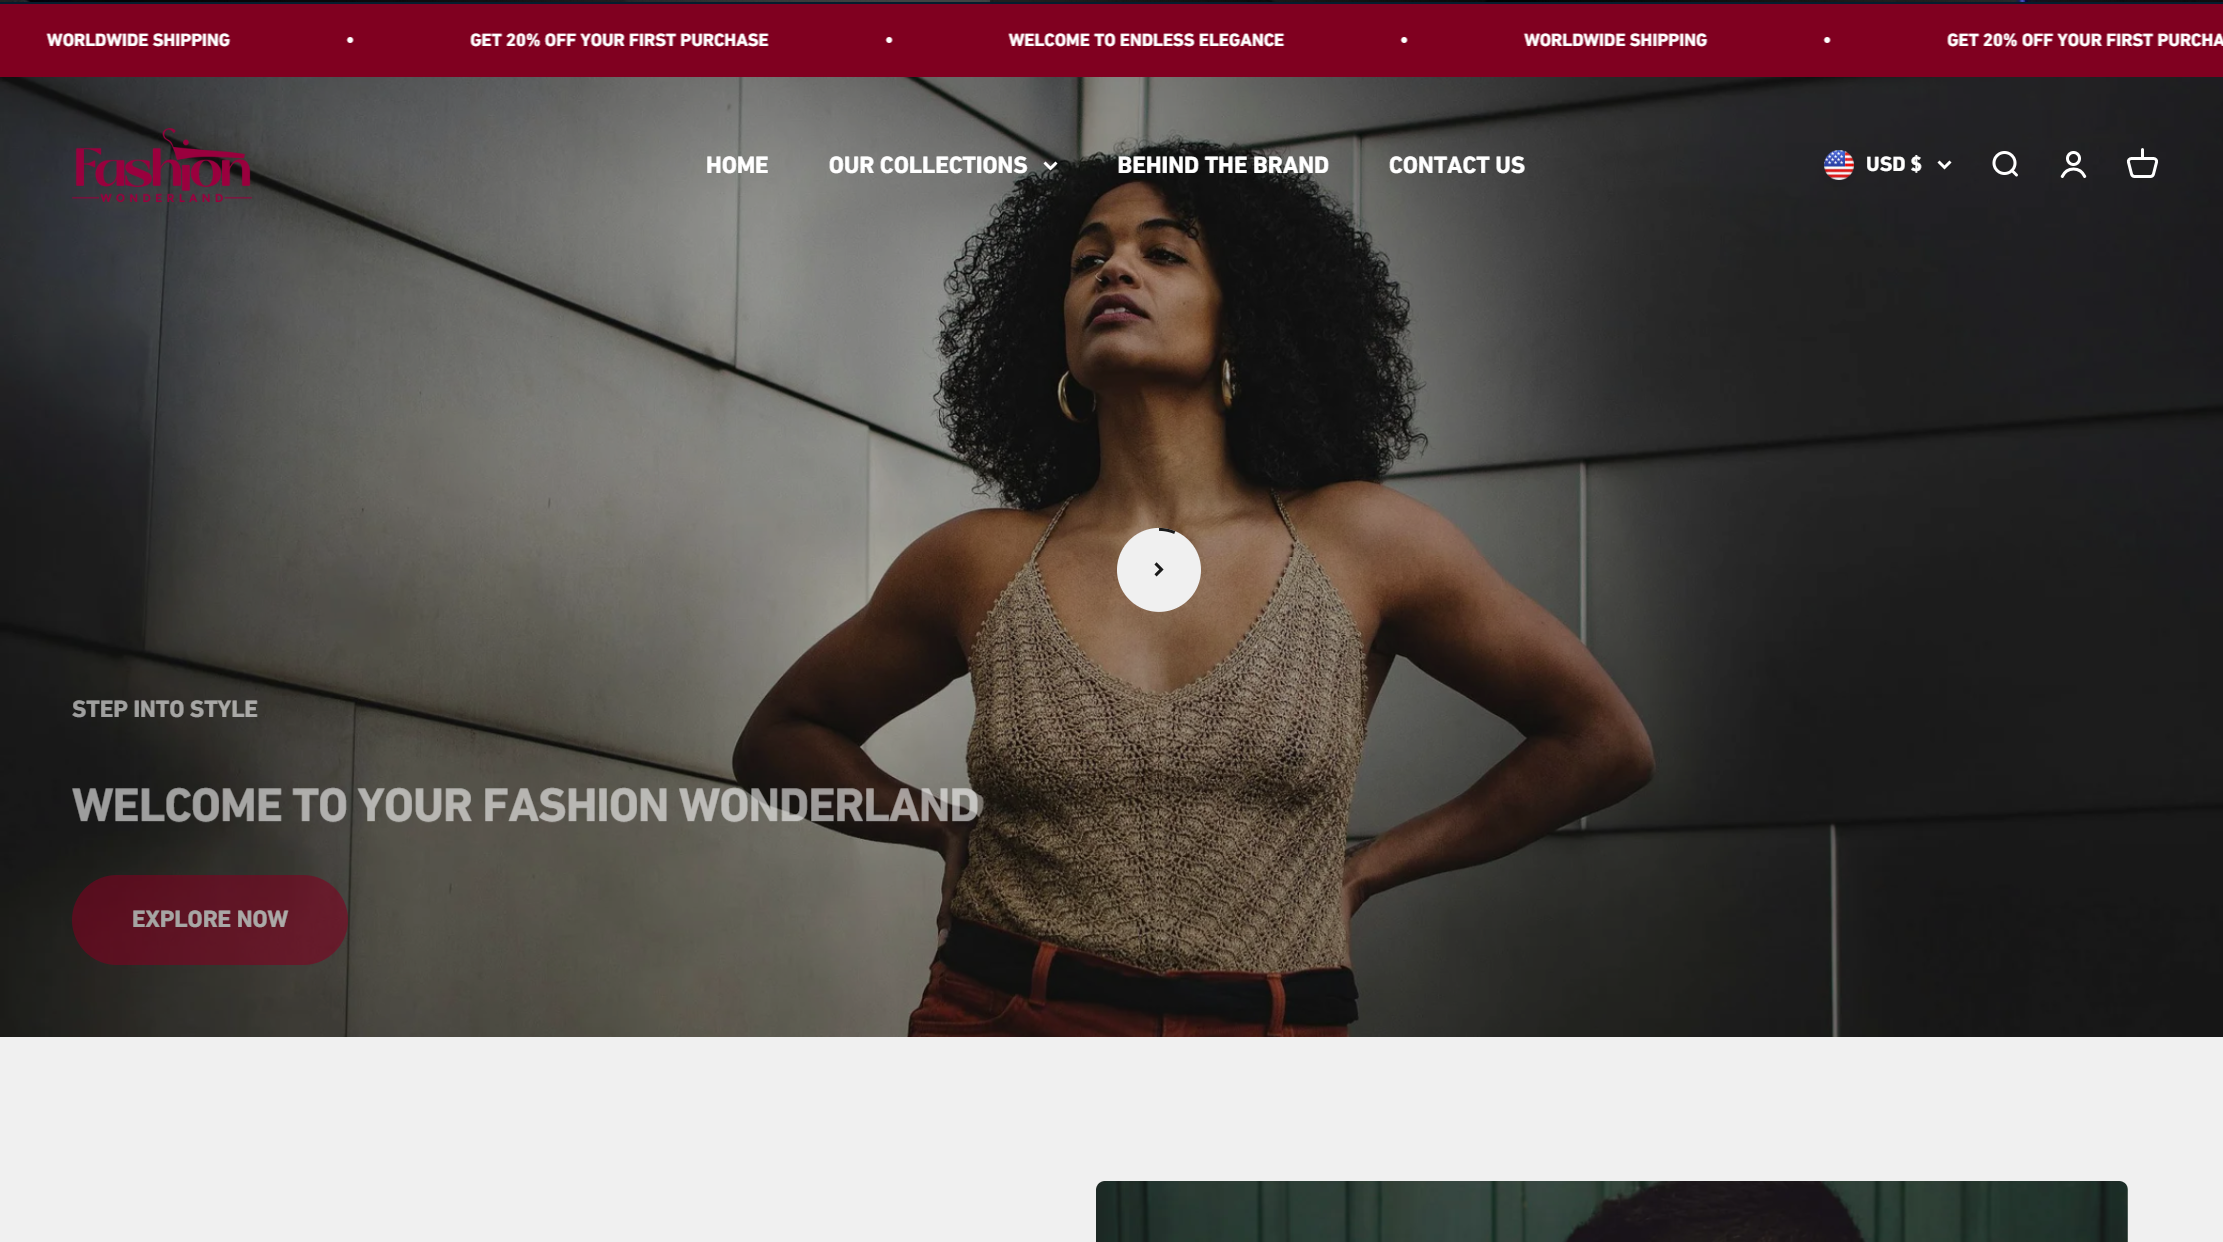 WORLDWIDE SHIPPING • GET 20% OFF YOUR FIRST PURCHASE • WELCOME TO ENDLESS ELEGANCE • WORLDWIDE SHIPPING • GET 20% OFF YOUR FIRST PURCHA
Fashion
WONDERLAND
HOME OUR COLLECTIONS BEHIND THE BRAND CONTACT US USD $
STEP INTO STYLE
WELCOME TO YOUR FASHION WONDERLAND
EXPLORE NOW